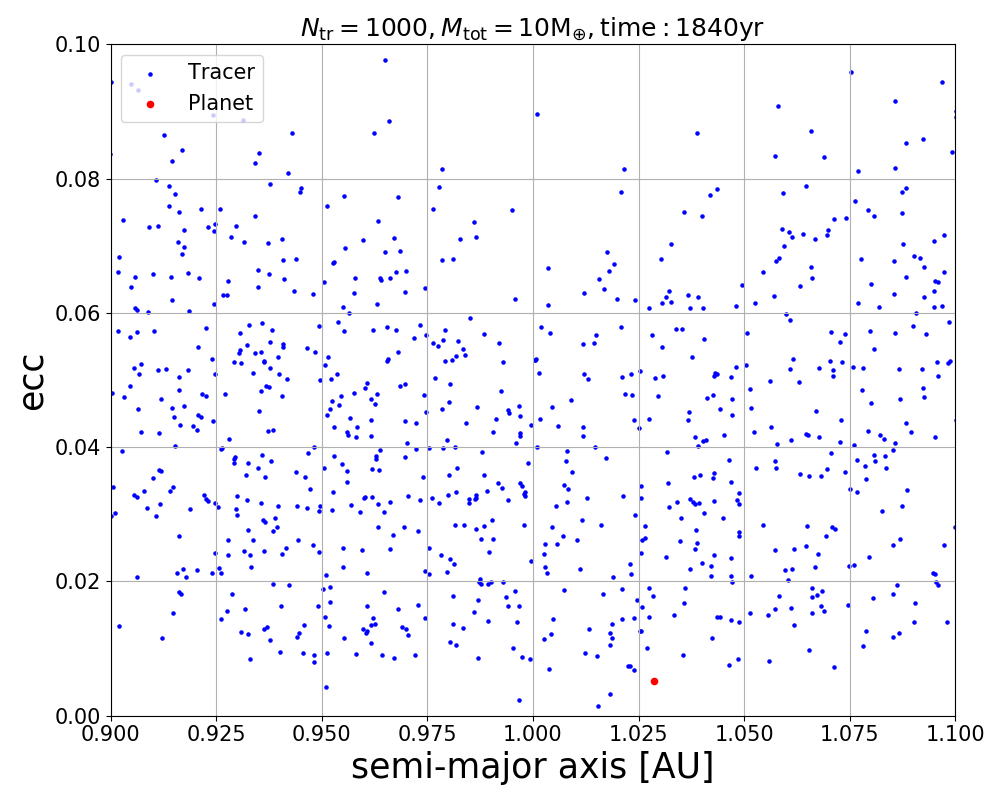 N_tr = 1000, M_tot = 10M_⊕, time : 1840yr
0.10
Tracer
Planet
0.08
0.06
ecc
0.04
0.02
0.00
0.900 0.925 0.950 0.975 1.000 1.025 1.050 1.075 1.100
semi-major axis [AU]